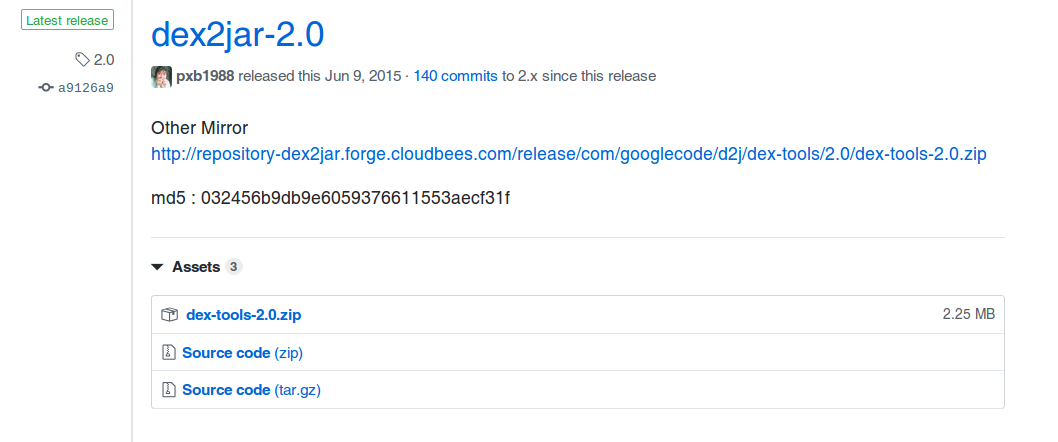 Latest release
2.0
a9126a9
dex2jar-2.0
pxb1988 released this Jun 9, 2015 · 140 commits to 2.x since this release
Other Mirror
http://repository-dex2jar.forge.cloudbees.com/release/com/googlecode/d2j/dex-tools/2.0/dex-tools-2.0.zip
md5 : 032456b9db9e6059376611553aecf31f
Assets 3
dex-tools-2.0.zip 2.25 MB
Source code (zip)
Source code (tar.gz)